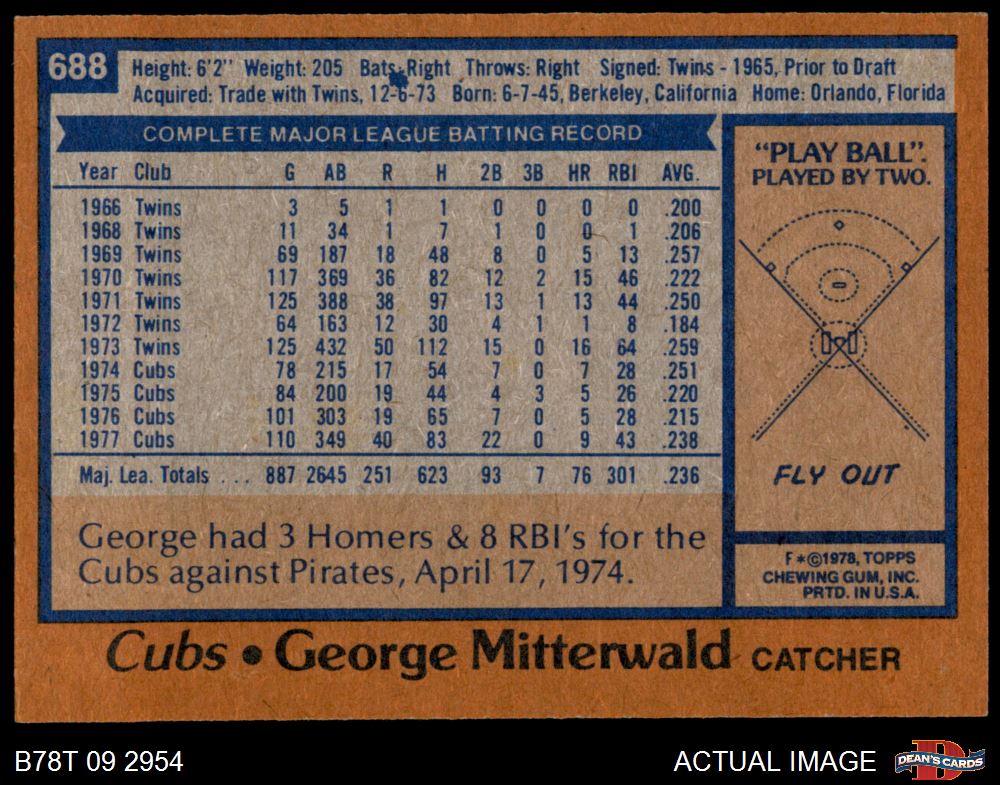 688
Height: 6'2" Weight: 205 Bats: Right Throws: Right Signed: Twins - 1965, Prior to Draft
Acquired: Trade with Twins, 12-6-73 Born: 6-7-45, Berkeley, California Home: Orlando, Florida
COMPLETE MAJOR LEAGUE BATTING RECORD
Year Club G AB R H 2B 3B HR RBI AVG.
1966 Twins 3 5 1 1 0 0 0 0 .200
1968 Twins 11 34 1 7 1 0 0 1 .206
1969 Twins 69 187 18 48 8 0 5 13 .257
1970 Twins 117 369 36 82 12 2 15 46 .222
1971 Twins 125 388 38 97 13 1 13 44 .250
1972 Twins 64 163 12 30 4 1 1 8 .184
1973 Twins 125 432 50 112 15 0 16 64 .259
1974 Cubs 78 215 17 54 7 0 7 28 .251
1975 Cubs 84 200 19 44 4 3 5 26 .220
1976 Cubs 101 303 19 65 7 0 5 28 .215
1977 Cubs 110 349 40 83 22 0 9 43 .238
Maj. Lea. Totals . . . 887 2645 251 623 93 7 76 301 .236
George had 3 Homers & 8 RBI's for the
Cubs against Pirates, April 17, 1974.
"PLAY BALL".
PLAYED BY TWO.
FLY OUT
F*©1978, TOPPS
CHEWING GUM, INC.
PRTD. IN U.S.A.
Cubs • George Mitterwald CATCHER
B78T 09 2954
ACTUAL IMAGE
DEAN'S CARDS